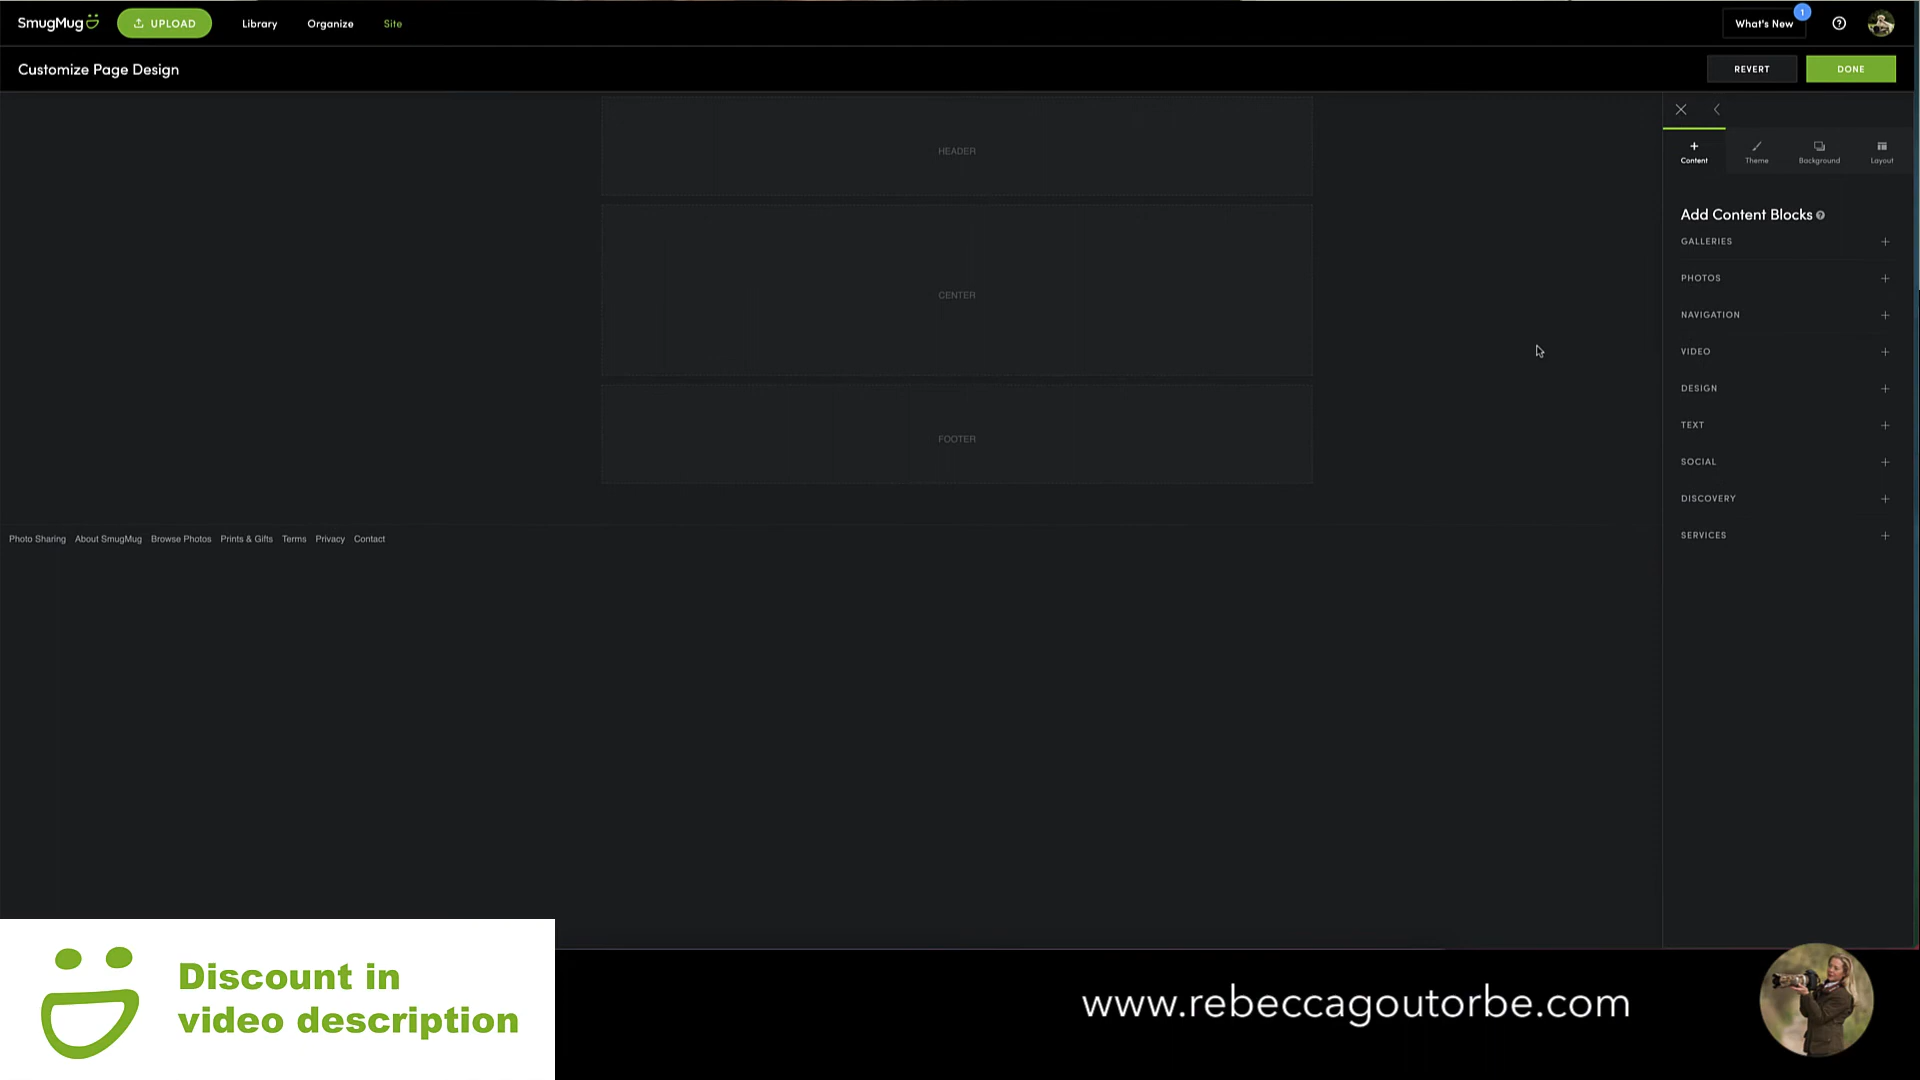 SmugMug
UPLOAD
Library
Organize
Site
What's New
1
Customize Page Design
REVERT
DONE
HEADER
CENTER
FOOTER
Content
Theme
Background
Layout
Add Content Blocks
GALLERIES
PHOTOS
NAVIGATION
VIDEO
DESIGN
TEXT
SOCIAL
DISCOVERY
SERVICES
Photo Sharing About SmugMug Browse Photos Prints & Gifts Terms Privacy Contact
Discount in
video description
www.rebeccagoutorbe.com